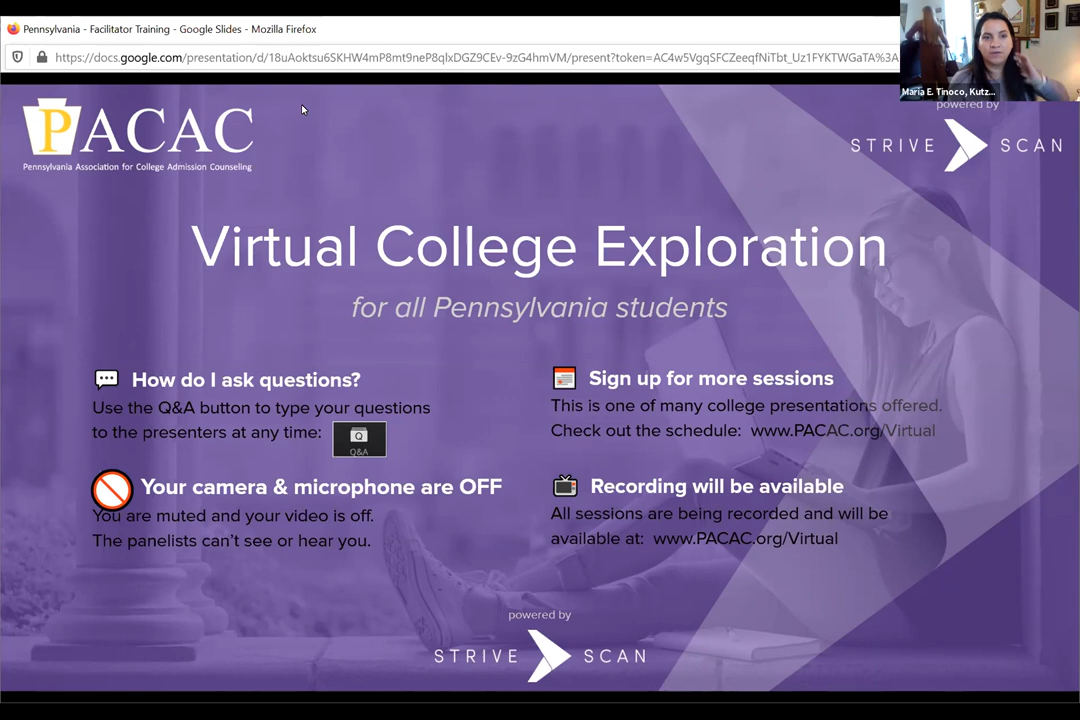 Pennsylvania - Facilitator Training - Google Slides - Mozilla Firefox
https://docs.google.com/presentation/d/18uAoktsu6SKHW4mP8mt9neP8qlxDGZ9CEv-9zG4hmVM/present?token=AC4w5VgqSFCZeeqfNiTbt_Uz1FYKTWGaTA%3A
Maria E. Tinoco, Kutz...
PACAC
Pennsylvania Association for College Admission Counseling
powered by
STRIVE SCAN
Virtual College Exploration
for all Pennsylvania students
How do I ask questions?
Use the Q&A button to type your questions
to the presenters at any time:
Q
Q&A
Your camera & microphone are OFF
You are muted and your video is off.
The panelists can't see or hear you.
Sign up for more sessions
This is one of many college presentations offered.
Check out the schedule: www.PACAC.org/Virtual
Recording will be available
All sessions are being recorded and will be
available at: www.PACAC.org/Virtual
powered by
STRIVE SCAN